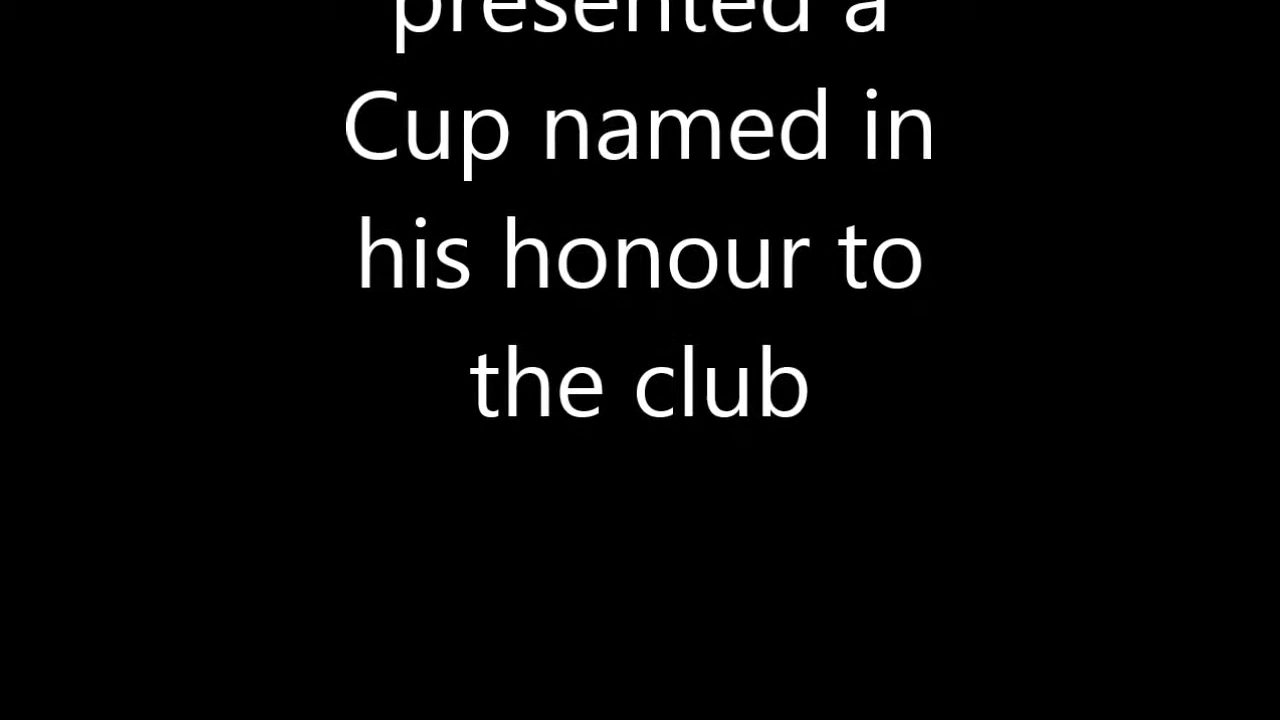 presented a
Cup named in
his honour to
the club